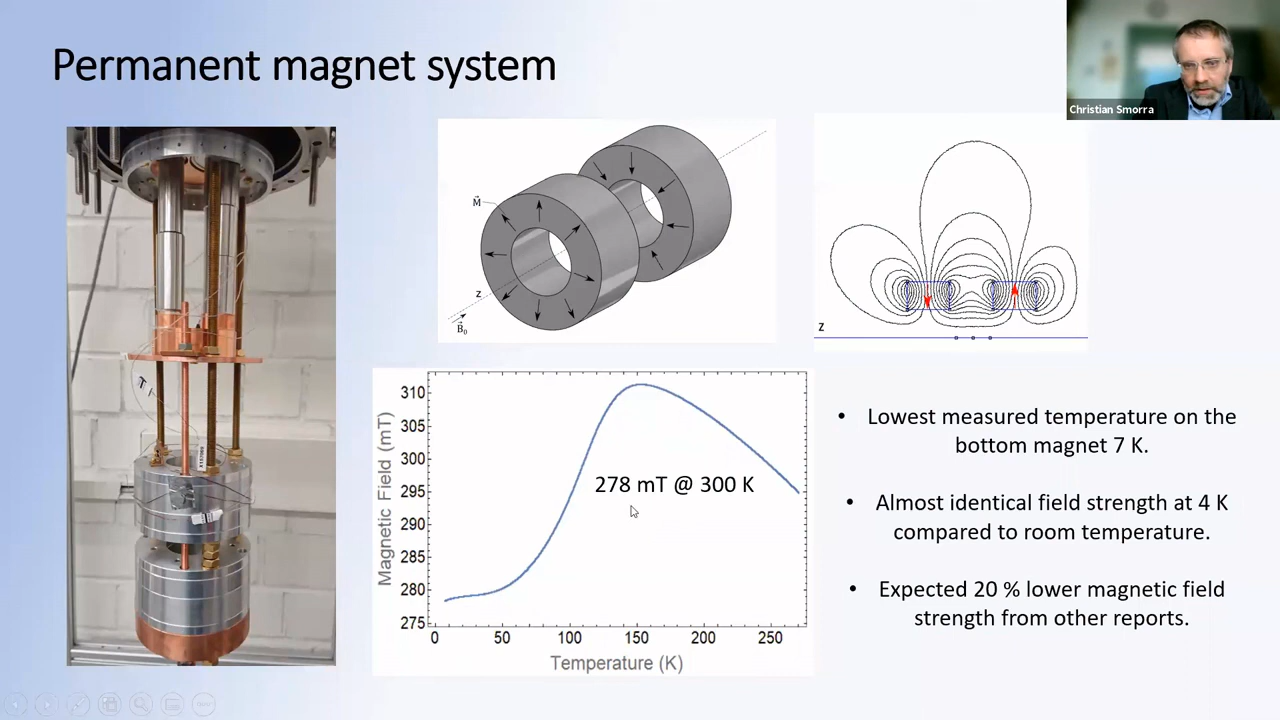 Permanent magnet system
Christian Smorra
M⃗
z
B⃗₀
z
Magnetic Field (mT)
310
305
300
295
290
285
280
275
0 50 100 150 200 250
Temperature (K)
278 mT @ 300 K
• Lowest measured temperature on the
bottom magnet 7 K.
• Almost identical field strength at 4 K
compared to room temperature.
• Expected 20 % lower magnetic field
strength from other reports.